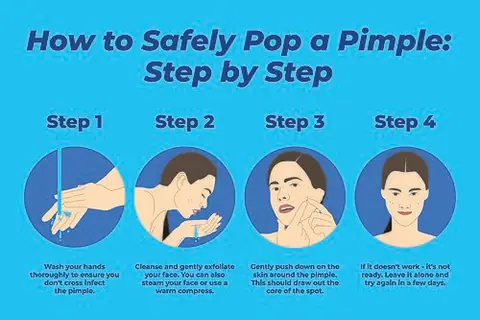 How to Safely Pop a Pimple:
Step by Step
Step 1
Step 2
Step 3
Step 4
Wash your hands
thoroughly to ensure you
don't cross infect
the pimple.
Cleanse and gently exfoliate
your face. You can also
steam your face or use a
warm compress.
Gently push down on the
skin around the pimple.
This should draw out the
core of the spot.
If it doesn't work - it's not
ready. Leave it alone and
try again in a few days.